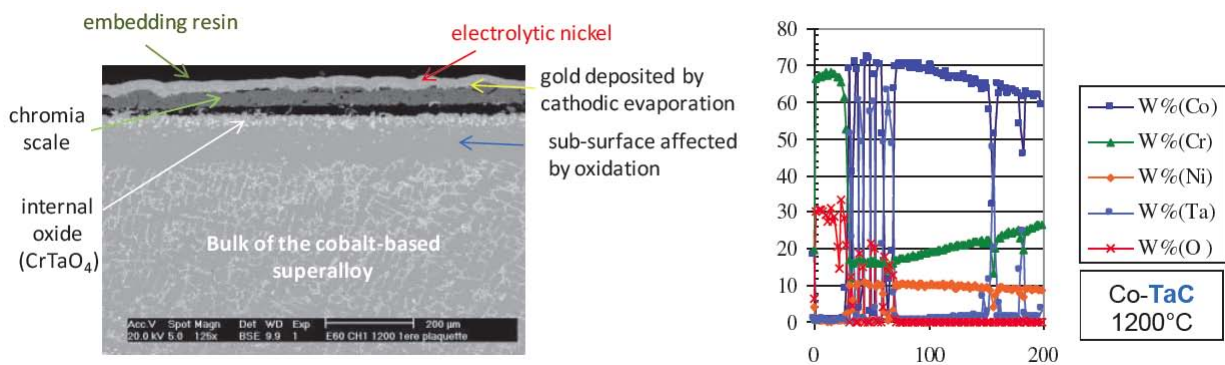 embedding resin
electrolytic nickel
gold deposited by
cathodic evaporation
chromia
scale
sub-surface affected
by oxidation
internal
oxide
(CrTaO4)
Bulk of the cobalt-based
superalloy
Acc.V Spot Magn Det WD Exp 200 µm
20.0 kV 5.0 125x BSE 9.9 1 E60 CH1 1200 1ere plaquette
80
70
60
50
40
30
20
10
0
0 100 200
W%(Co)
W%(Cr)
W%(Ni)
W%(Ta)
W%(O )
Co-TaC
1200°C